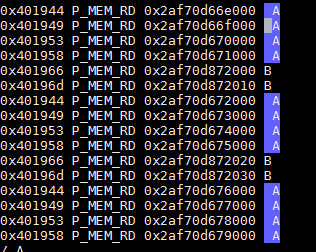 0x401944 P_MEM_RD 0x2af70d66e000 A
0x401949 P_MEM_RD 0x2af70d66f000 A
0x401953 P_MEM_RD 0x2af70d670000 A
0x401958 P_MEM_RD 0x2af70d671000 A
0x401966 P_MEM_RD 0x2af70d872000 B
0x40196d P_MEM_RD 0x2af70d872010 B
0x401944 P_MEM_RD 0x2af70d672000 A
0x401949 P_MEM_RD 0x2af70d673000 A
0x401953 P_MEM_RD 0x2af70d674000 A
0x401958 P_MEM_RD 0x2af70d675000 A
0x401966 P_MEM_RD 0x2af70d872020 B
0x40196d P_MEM_RD 0x2af70d872030 B
0x401944 P_MEM_RD 0x2af70d676000 A
0x401949 P_MEM_RD 0x2af70d677000 A
0x401953 P_MEM_RD 0x2af70d678000 A
0x401958 P_MEM_RD 0x2af70d679000 A
/ A